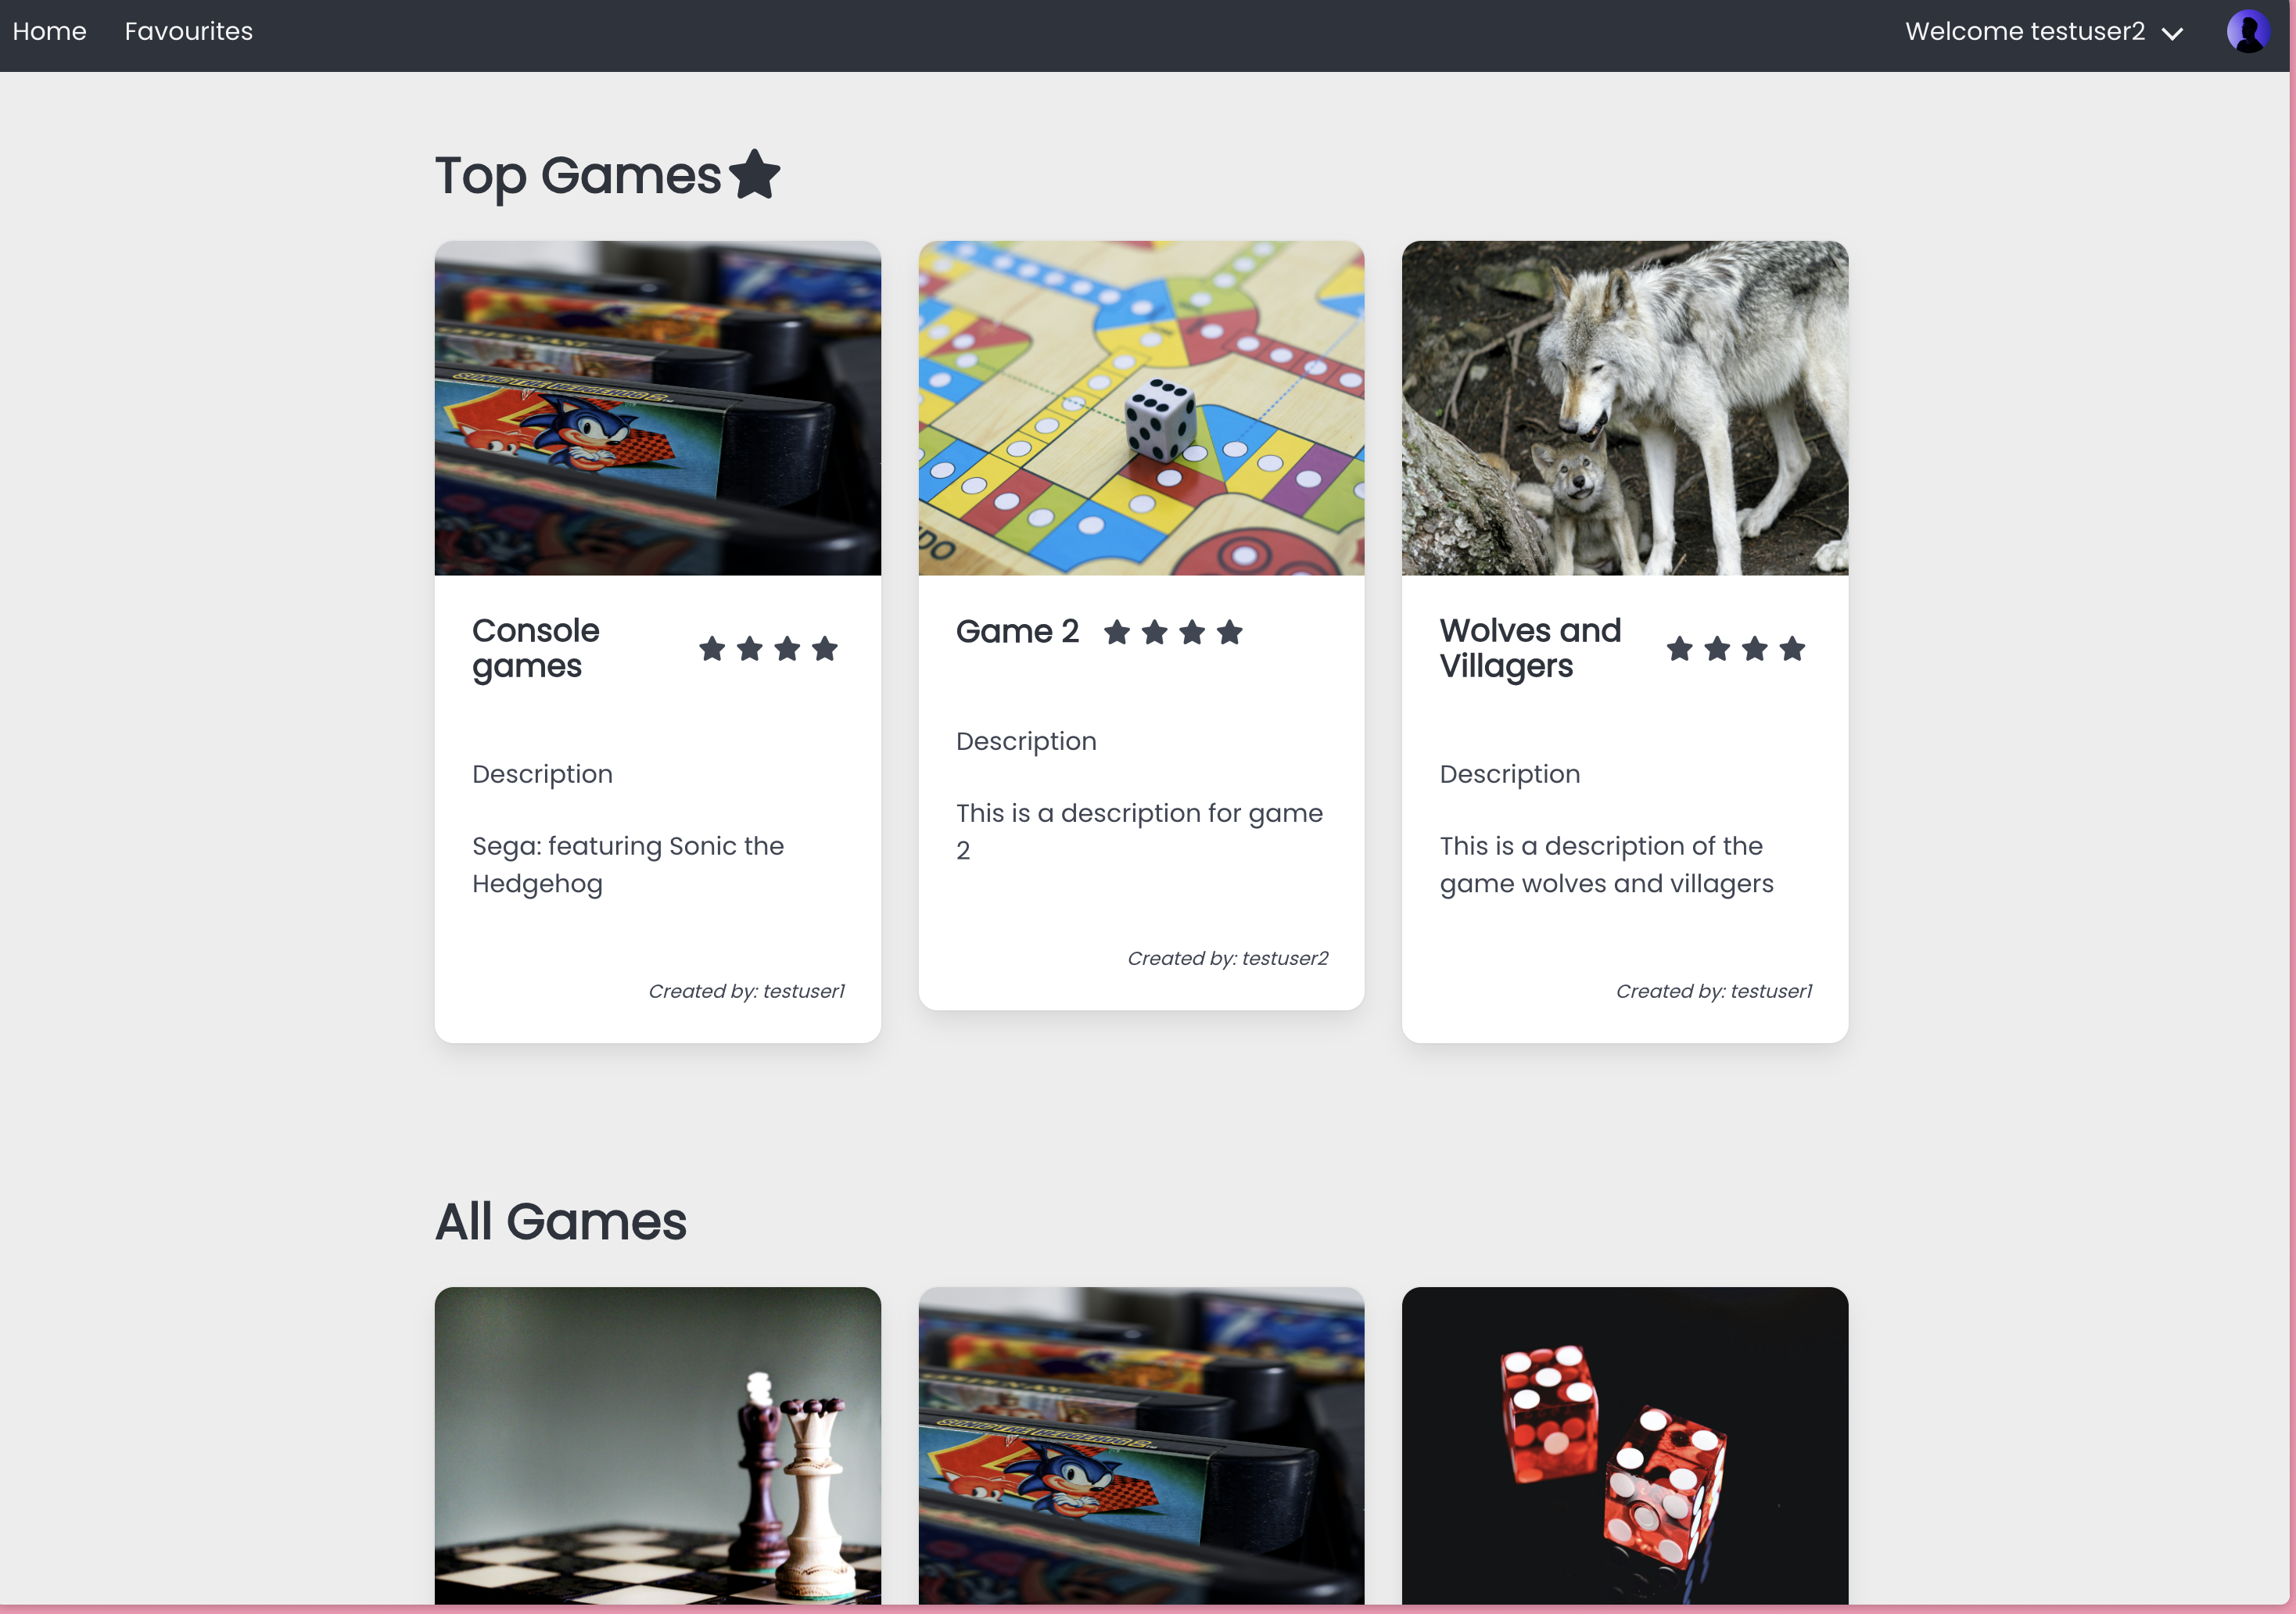 Home Favourites Welcome testuser2
Top Games
Console
games
Description
Sega: featuring Sonic the
Hedgehog
Created by: testuser1
Game 2
Description
This is a description for game
2
Created by: testuser2
Wolves and
Villagers
Description
This is a description of the
game wolves and villagers
Created by: testuser1
All Games